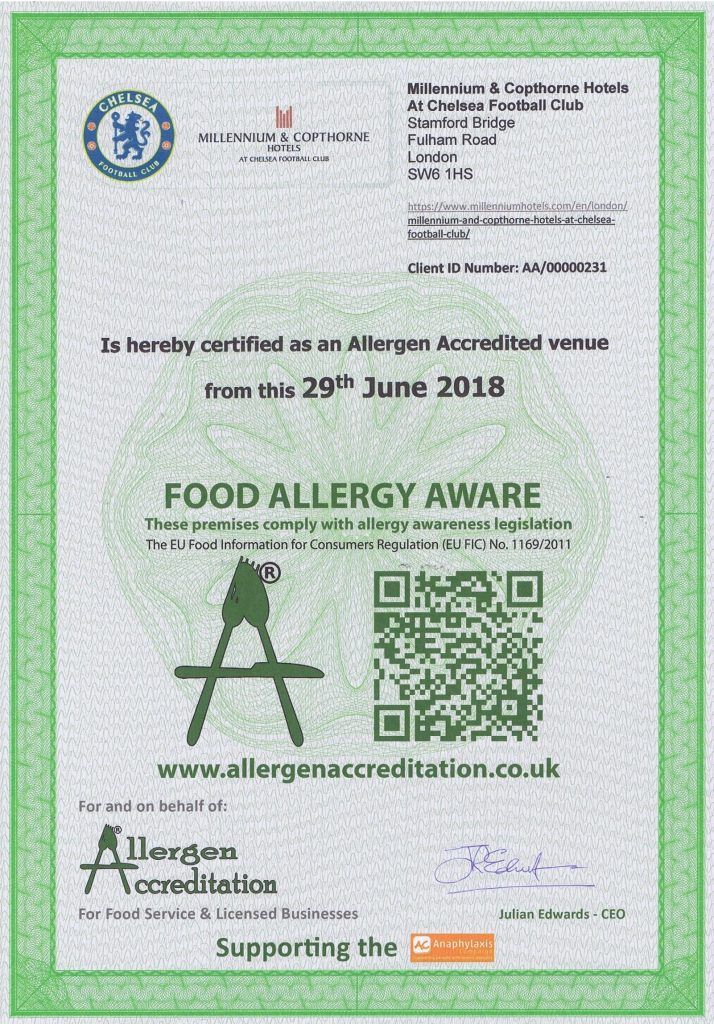 CHELSEA
FOOTBALL CLUB
MILLENNIUM & COPTHORNE
HOTELS
AT CHELSEA FOOTBALL CLUB
Millennium & Copthorne Hotels
At Chelsea Football Club
Stamford Bridge
Fulham Road
London
SW6 1HS
https://www.millenniumhotels.com/en/london/
millennium-and-copthorne-hotels-at-chelsea-
football-club/
Client ID Number: AA/00000231
Is hereby certified as an Allergen Accredited venue
from this 29th June 2018
FOOD ALLERGY AWARE
These premises comply with allergy awareness legislation
The EU Food Information for Consumers Regulation (EU FIC) No. 1169/2011
®
www.allergenaccreditation.co.uk
For and on behalf of:
Allergen®
Accreditation
For Food Service & Licensed Businesses
Julian Edwards - CEO
Supporting the
AC Anaphylaxis